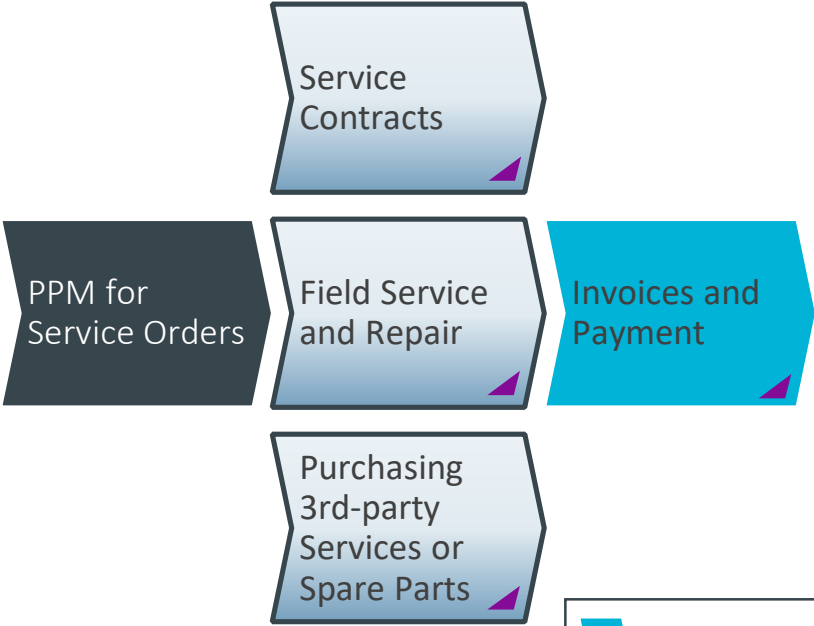 Service
Contracts
PPM for
Service Orders
Field Service
and Repair
Invoices and
Payment
Purchasing
3rd-party
Services or
Spare Parts